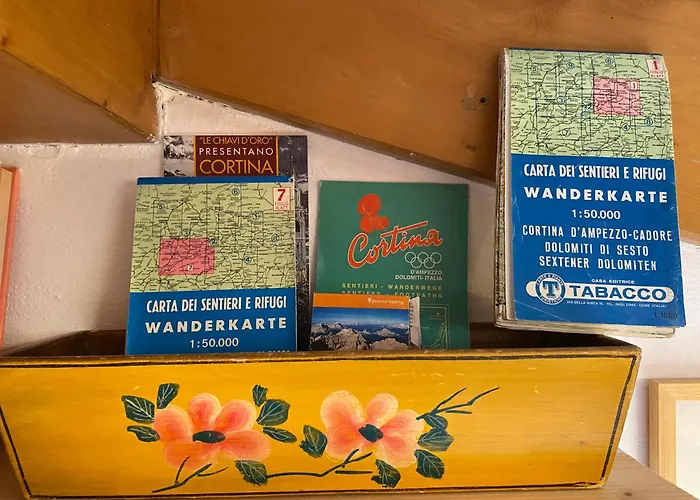 "LE CHIAVI D'ORO"
PRESENTANO
CORTINA
7
CARTA DEI SENTIERI E RIFUGI
WANDERKARTE
1:50.000
Cortina
D'AMPEZZO
DOLOMITI-ITALIA
SENTIERI - WANDERWEGE
SENTIERS - FOOTPATHS
1
CARTA DEI SENTIERI E RIFUGI
WANDERKARTE
1:50.000
CORTINA D'AMPEZZO-CADORE
DOLOMITI DI SESTO
SEXTENER DOLOMITEN
CASA EDITRICE
TABACCO